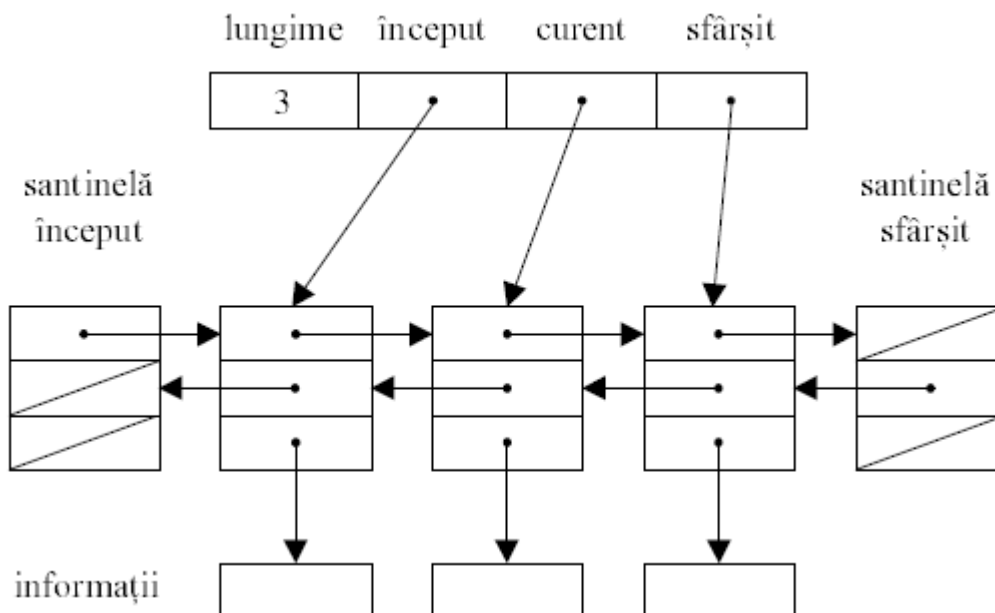 lungime început curent sfârșit
3
santinelă
început
santinelă
sfârșit
informații